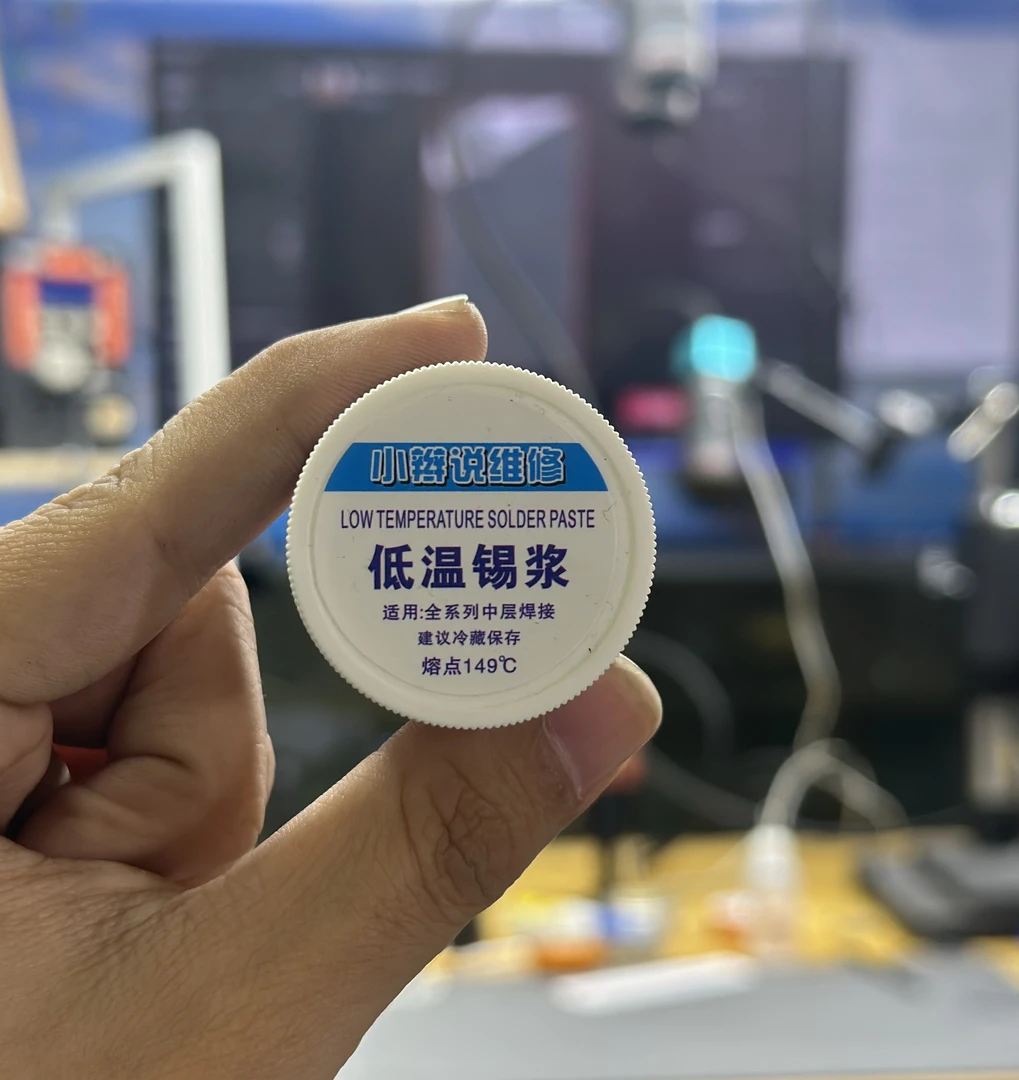 小辫说维修
LOW TEMPERATURE SOLDER PASTE
低温锡浆
适用:全系列中层焊接
建议冷藏保存
熔点149℃